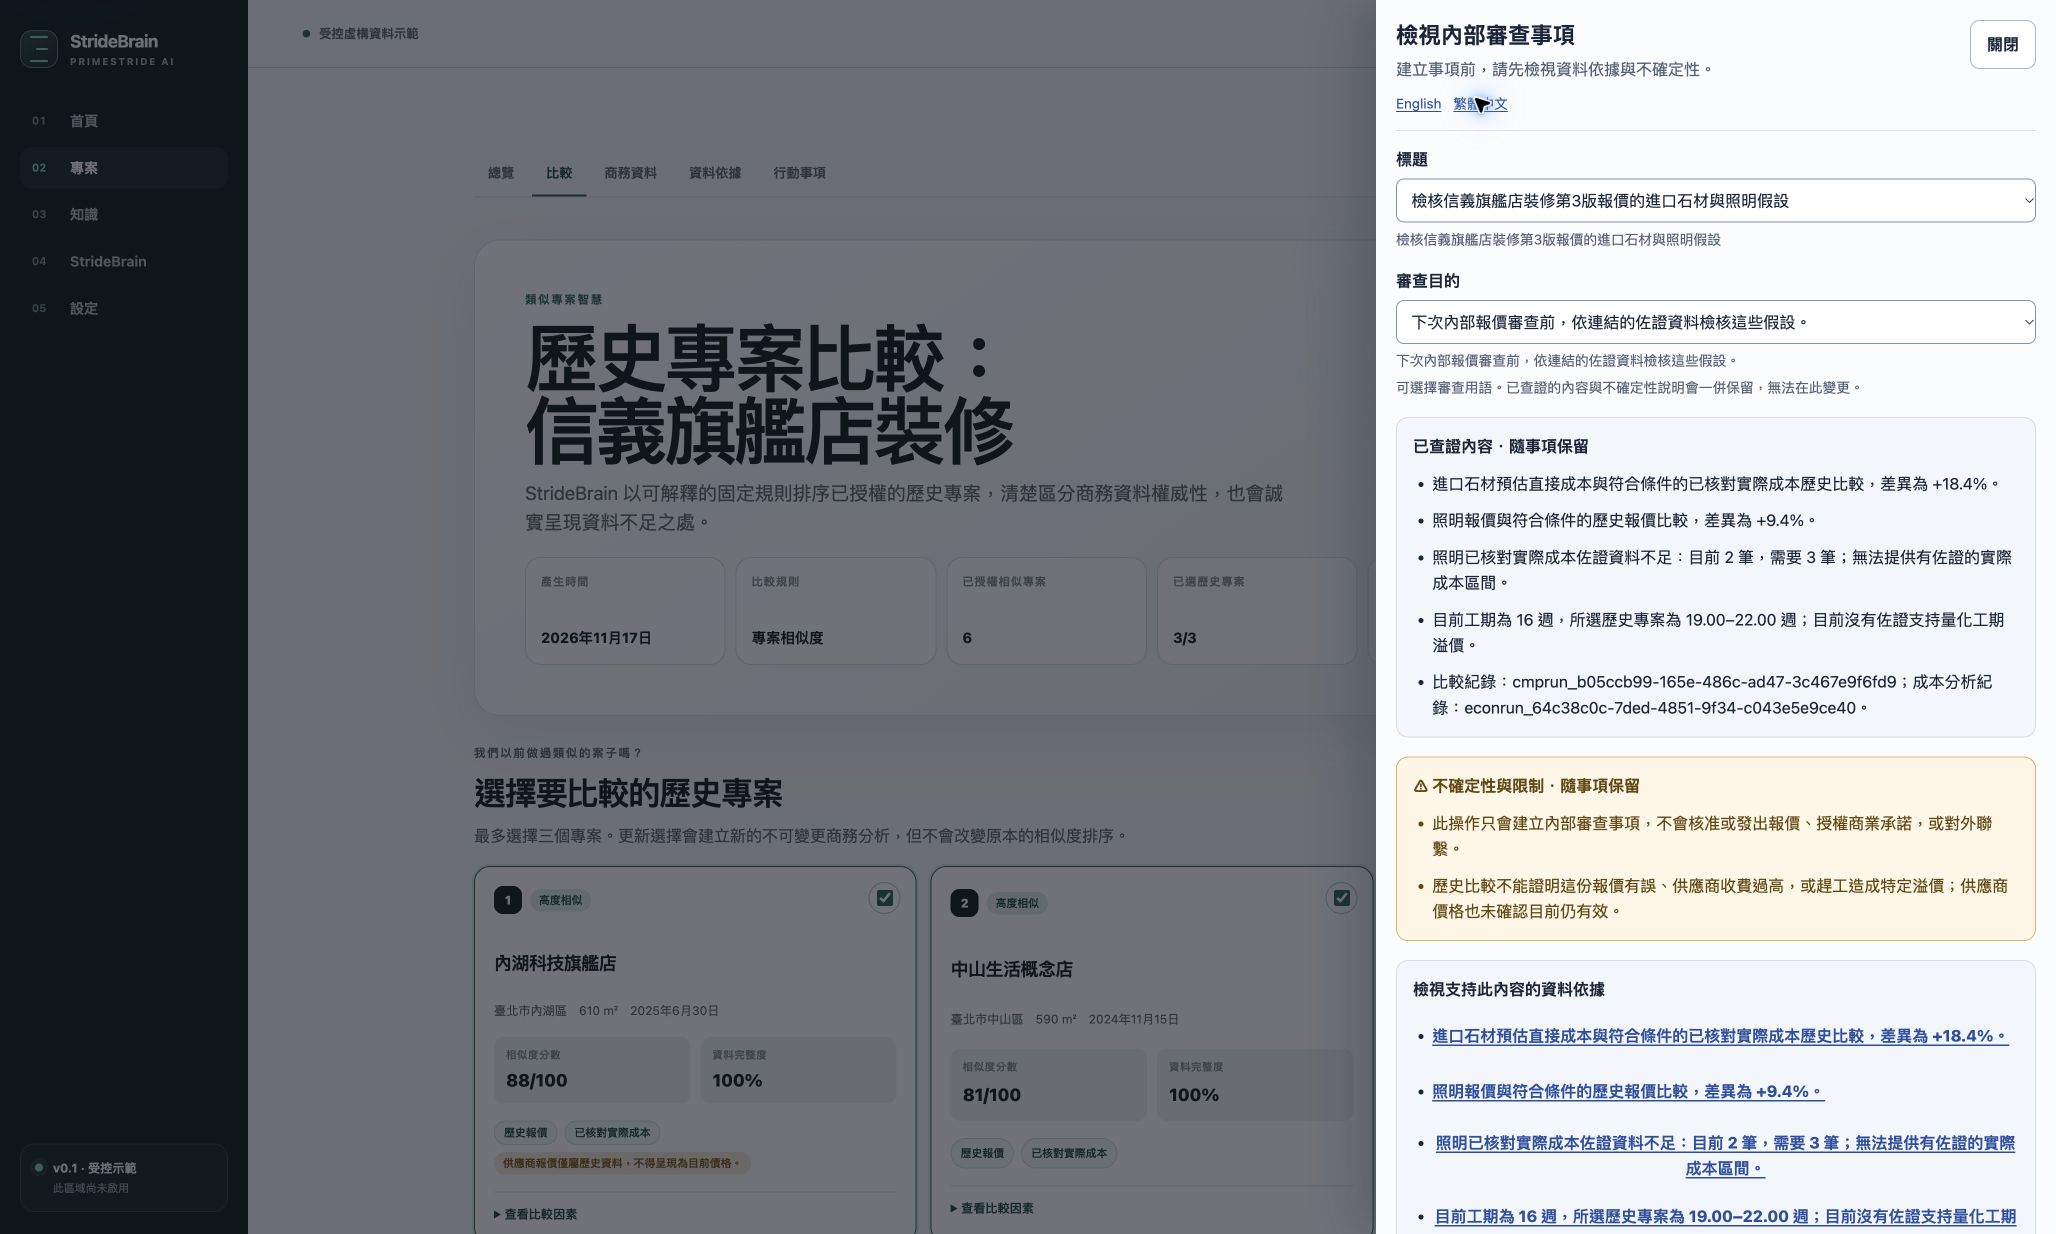 StrideBrain
PRIMESTRIDE AI
01 首頁
02 專案
03 知識
04 StrideBrain
05 設定
v0.1 · 受控示範
此區域尚未啟用
受控虛構資料示範
總覽 比較 商務資料 資料依據 行動事項
類似專案智慧
歷史專案比較：
信義旗艦店裝修
StrideBrain 以可解釋的固定規則排序已授權的歷史專案，清楚區分商務資料權威性，也會誠
實呈現資料不足之處。
產生時間
2026年11月17日
比較規則
專案相似度
已授權相似專案
6
已選歷史專案
3/3
我們以前做過類似的案子嗎？
選擇要比較的歷史專案
最多選擇三個專案。更新選擇會建立新的不可變更商務分析，但不會改變原本的相似度排序。
1 高度相似
內湖科技旗艦店
臺北市內湖區 610 m² 2025年6月30日
相似度分數
88/100
資料完整度
100%
歷史報價 已核對實際成本
供應商報價僅屬歷史資料，不得呈現為目前價格。
▸ 查看比較因素
2 高度相似
中山生活概念店
臺北市中山區 590 m² 2024年11月15日
相似度分數
81/100
資料完整度
100%
歷史報價 已核對實際成本
▸ 查看比較因素
檢視內部審查事項
關閉
建立事項前，請先檢視資料依據與不確定性。
English 繁體中文
標題
檢核信義旗艦店裝修第3版報價的進口石材與照明假設
檢核信義旗艦店裝修第3版報價的進口石材與照明假設
審查目的
下次內部報價審查前，依連結的佐證資料檢核這些假設。
下次內部報價審查前，依連結的佐證資料檢核這些假設。
可選擇審查用語。已查證的內容與不確定性說明會一併保留，無法在此變更。
已查證內容 · 隨事項保留
• 進口石材預估直接成本與符合條件的已核對實際成本歷史比較，差異為 +18.4%。
• 照明報價與符合條件的歷史報價比較，差異為 +9.4%。
• 照明已核對實際成本佐證資料不足：目前 2 筆，需要 3 筆；無法提供有佐證的實際
成本區間。
• 目前工期為 16 週，所選歷史專案為 19.00–22.00 週；目前沒有佐證支持量化工期
溢價。
• 比較紀錄：cmprun_b05ccb99-165e-486c-ad47-3c467e9f6fd9；成本分析紀
錄：econrun_64c38c0c-7ded-4851-9f34-c043e5e9ce40。
⚠ 不確定性與限制 · 隨事項保留
• 此操作只會建立內部審查事項，不會核准或發出報價、授權商業承諾，或對外聯
繫。
• 歷史比較不能證明這份報價有誤、供應商收費過高，或趕工造成特定溢價；供應商
價格也未確認目前仍有效。
檢視支持此內容的資料依據
• 進口石材預估直接成本與符合條件的已核對實際成本歷史比較，差異為 +18.4%。
• 照明報價與符合條件的歷史報價比較，差異為 +9.4%。
• 照明已核對實際成本佐證資料不足：目前 2 筆，需要 3 筆；無法提供有佐證的實際
成本區間。
• 目前工期為 16 週，所選歷史專案為 19.00–22.00 週；目前沒有佐證支持量化工期